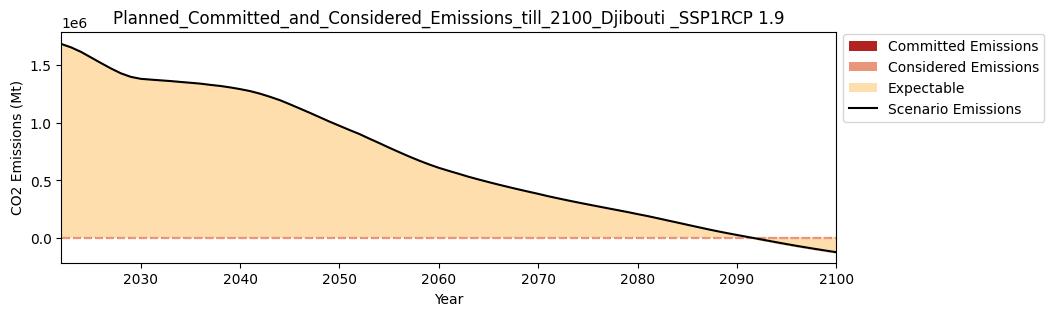 Planned_Committed_and_Considered_Emissions_till_2100_Djibouti _SSP1RCP 1.9
1e6
1.5
1.0
0.5
0.0
CO2 Emissions (Mt)
2030 2040 2050 2060 2070 2080 2090 2100
Year
Committed Emissions
Considered Emissions
Expectable
Scenario Emissions